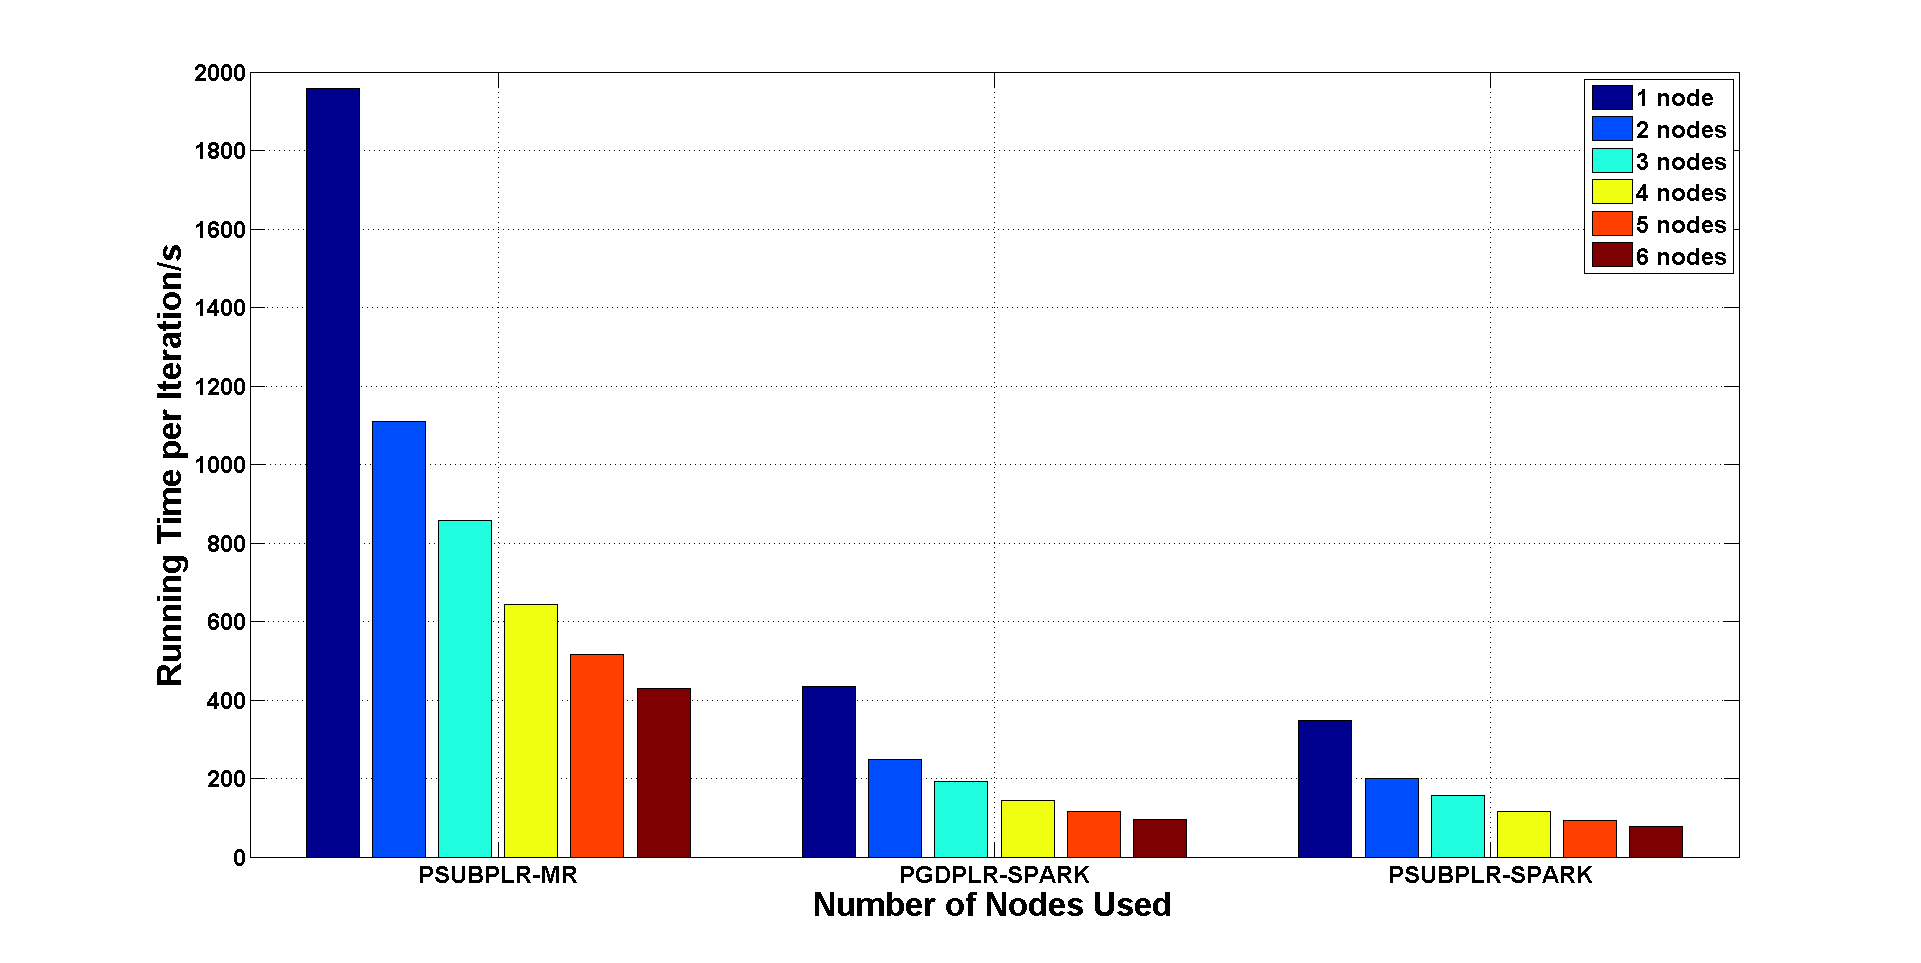 Running Time per Iteration/s
2000
1800
1600
1400
1200
1000
800
600
400
200
0
1 node
2 nodes
3 nodes
4 nodes
5 nodes
6 nodes
PSUBPLR-MR
PGDPLR-SPARK
PSUBPLR-SPARK
Number of Nodes Used